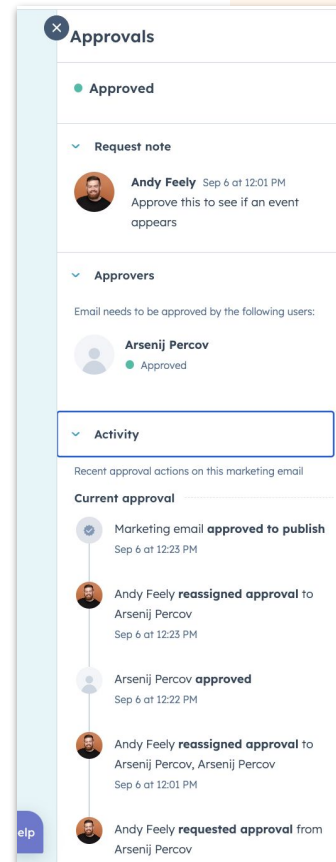 Approvals
Approved
Request note
Andy Feely Sep 6 at 12:01 PM
Approve this to see if an event
appears
Approvers
Email needs to be approved by the following users:
Arsenij Percov
Approved
Activity
Recent approval actions on this marketing email
Current approval
Marketing email approved to publish
Sep 6 at 12:23 PM
Andy Feely reassigned approval to
Arsenij Percov
Sep 6 at 12:23 PM
Arsenij Percov approved
Sep 6 at 12:22 PM
Andy Feely reassigned approval to
Arsenij Percov, Arsenij Percov
Sep 6 at 12:01 PM
elp
Andy Feely requested approval from
Arsenij Percov